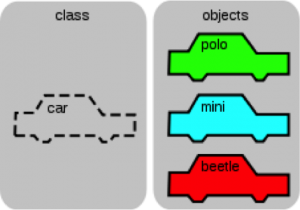 class
car
objects
polo
mini
beetle